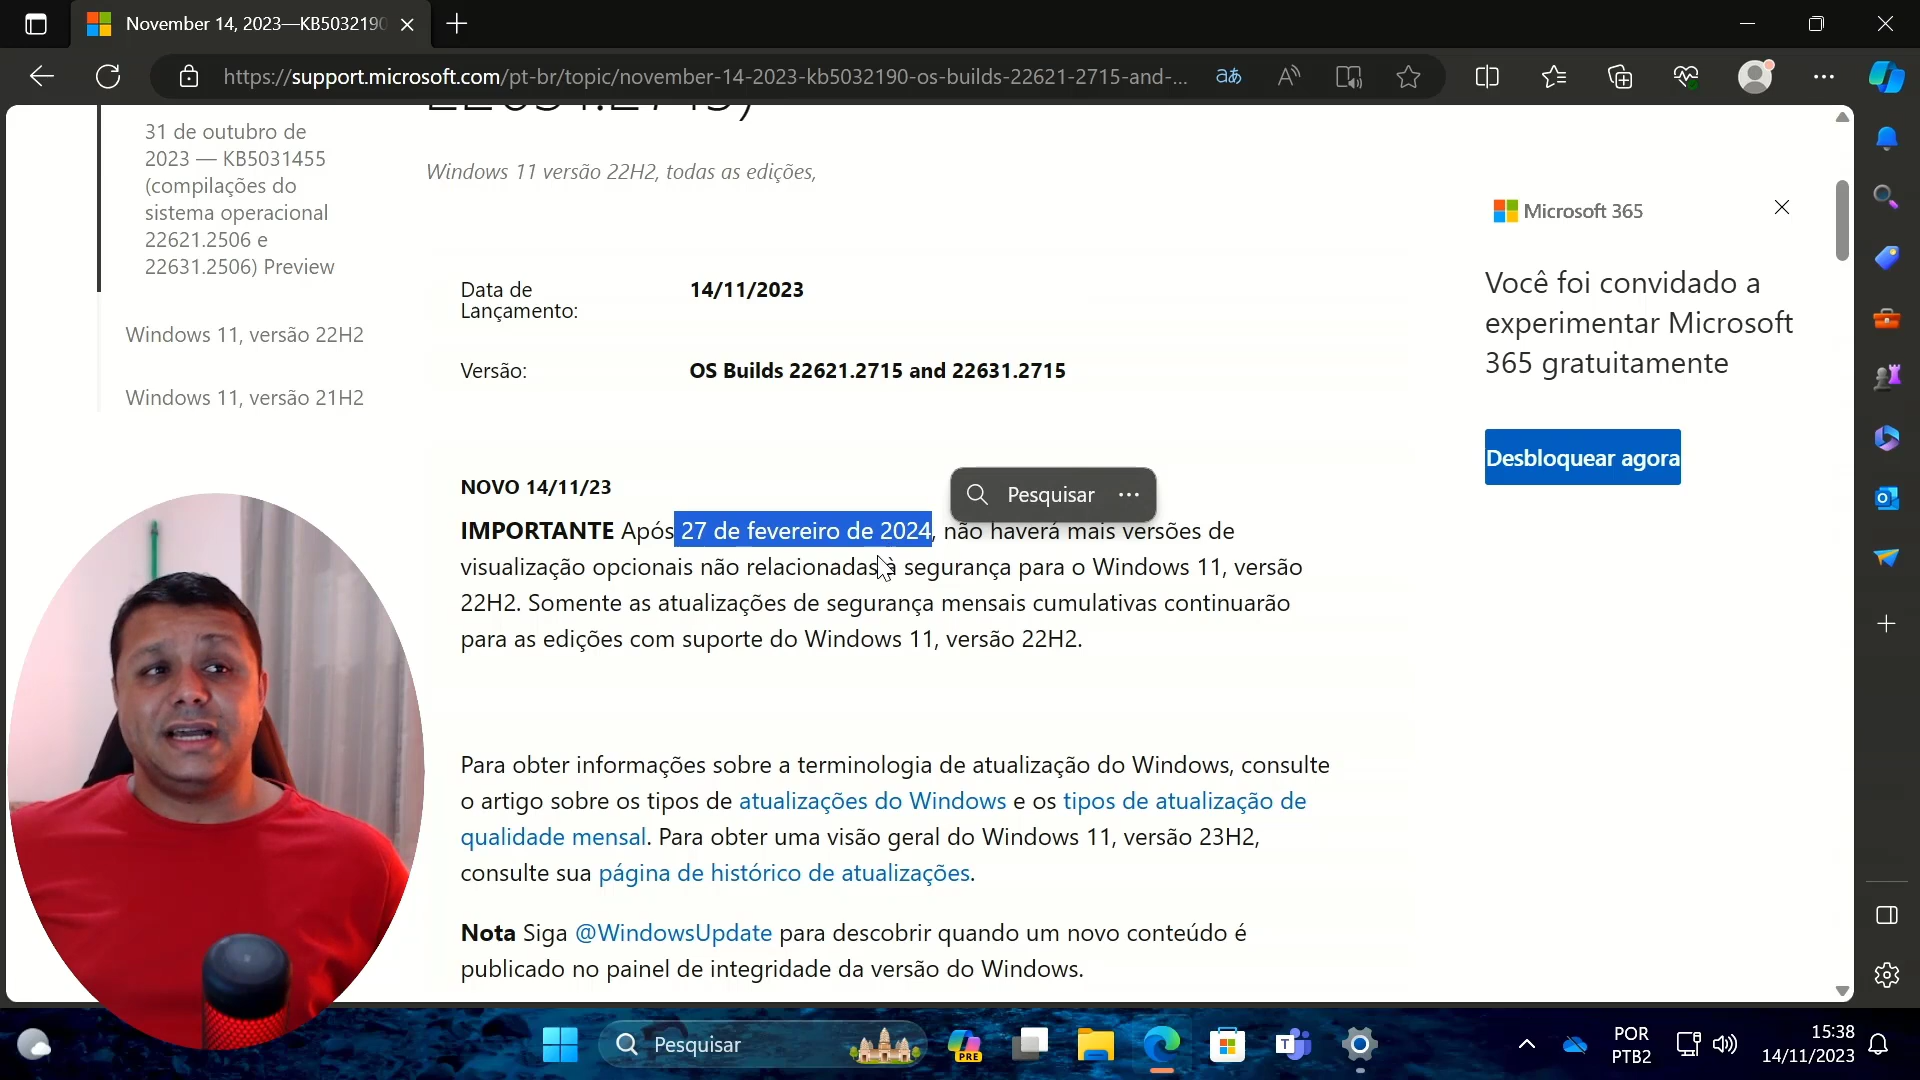 November 14, 2023—KB5032190
https://support.microsoft.com/pt-br/topic/november-14-2023-kb5032190-os-builds-22621-2715-and-...
31 de outubro de
2023 — KB5031455
(compilações do
sistema operacional
22621.2506 e
22631.2506) Preview
Windows 11, versão 22H2
Windows 11, versão 21H2
Windows 11 versão 22H2, todas as edições,
Data de
Lançamento:
14/11/2023
Versão:
OS Builds 22621.2715 and 22631.2715
Pesquisar
NOVO 14/11/23
IMPORTANTE Após 27 de fevereiro de 2024, não haverá mais versões de
visualização opcionais não relacionadas à segurança para o Windows 11, versão
22H2. Somente as atualizações de segurança mensais cumulativas continuarão
para as edições com suporte do Windows 11, versão 22H2.
Para obter informações sobre a terminologia de atualização do Windows, consulte
o artigo sobre os tipos de atualizações do Windows e os tipos de atualização de
qualidade mensal. Para obter uma visão geral do Windows 11, versão 23H2,
consulte sua página de histórico de atualizações.
Nota Siga @WindowsUpdate para descobrir quando um novo conteúdo é
publicado no painel de integridade da versão do Windows.
Microsoft 365
Você foi convidado a
experimentar Microsoft
365 gratuitamente
Desbloquear agora
Pesquisar
PRE
POR
PTB2
15:38
14/11/2023